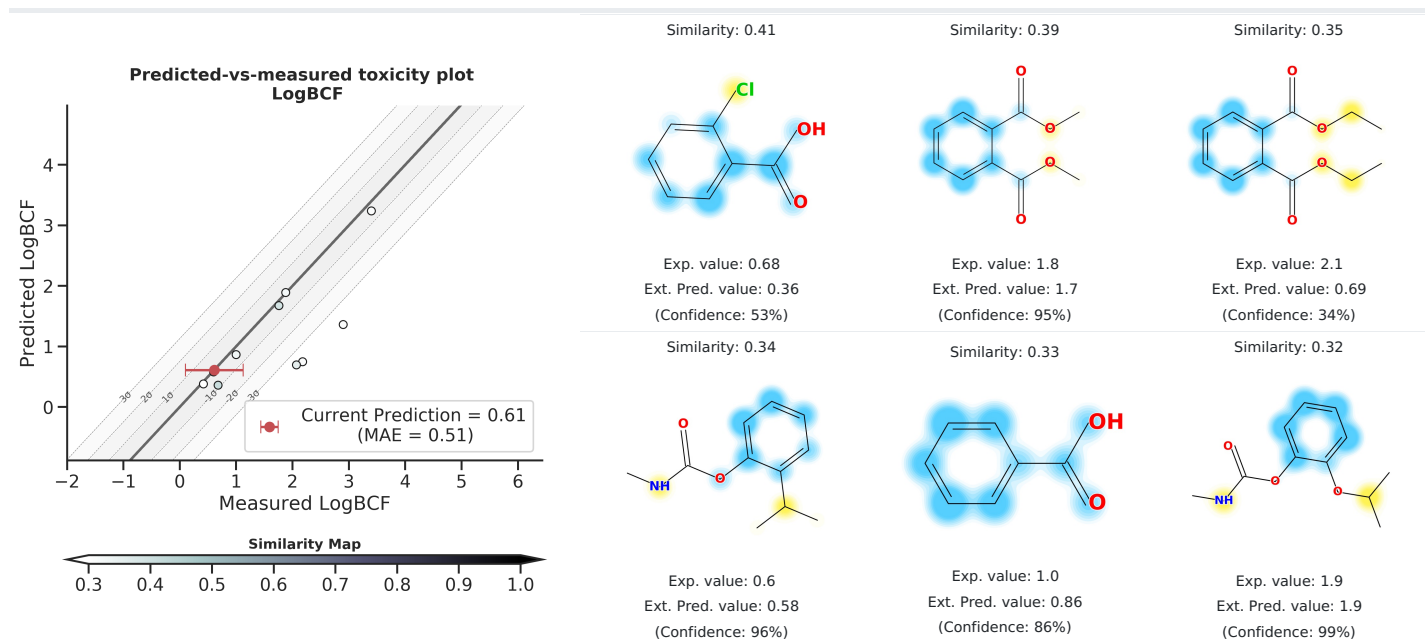 Predicted-vs-measured toxicity plot
LogBCF
Predicted LogBCF
4
3
2
1
0
3σ
2σ
1σ
-1σ
-2σ
-3σ
Current Prediction = 0.61
(MAE = 0.51)
−2
−1
0
1
2
3
4
5
6
Measured LogBCF
Similarity Map
0.3
0.4
0.5
0.6
0.7
0.8
0.9
1.0
Similarity: 0.41
Cl
OH
O
Exp. value: 0.68
Ext. Pred. value: 0.36
(Confidence: 53%)
Similarity: 0.39
O
O
O
O
Exp. value: 1.8
Ext. Pred. value: 1.7
(Confidence: 95%)
Similarity: 0.35
O
O
O
O
Exp. value: 2.1
Ext. Pred. value: 0.69
(Confidence: 34%)
Similarity: 0.34
O
NH
O
Exp. value: 0.6
Ext. Pred. value: 0.58
(Confidence: 96%)
Similarity: 0.33
OH
O
Exp. value: 1.0
Ext. Pred. value: 0.86
(Confidence: 86%)
Similarity: 0.32
O
O
O
NH
Exp. value: 1.9
Ext. Pred. value: 1.9
(Confidence: 99%)